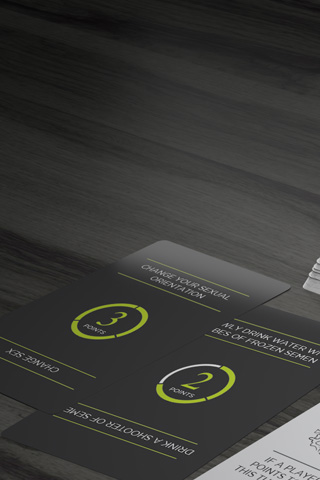 CHANGE YOUR SEXUAL
ORIENTATION
3
POINTS
CHANGE SEX
NLY DRINK WATER WI
BES OF FROZEN SEMEN
2
POINTS
DRINK A SHOOTER OF SEME
IF A PLAYE
POINTS T
THIS TU